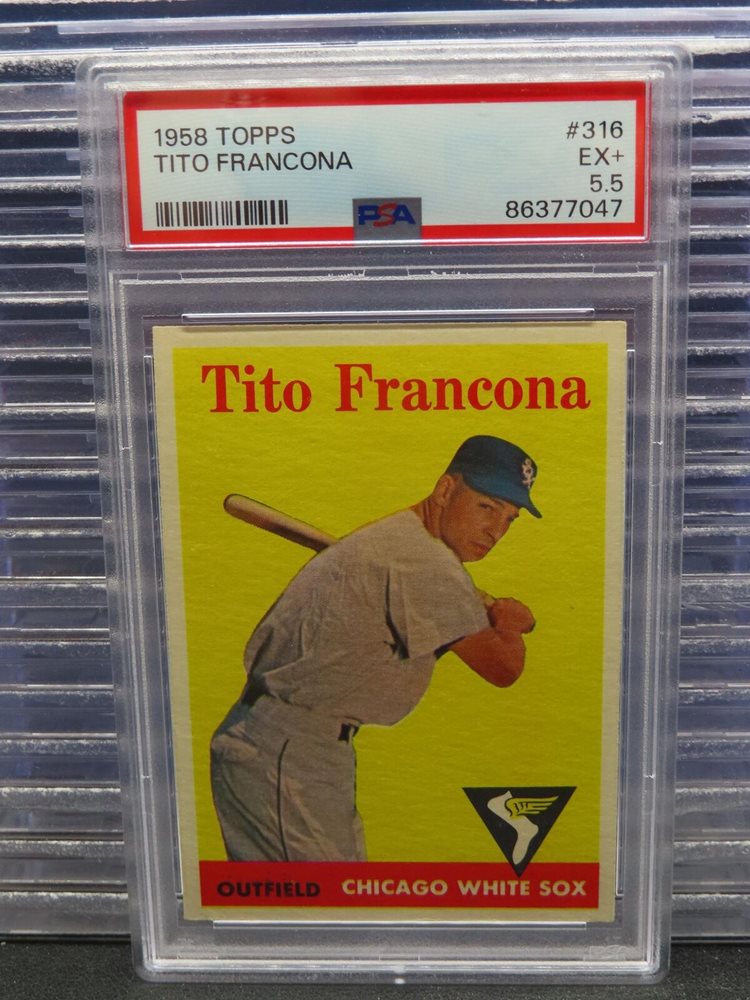 1958 TOPPS
#316
TITO FRANCONA
EX+
5.5
PSA
86377047
Tito Francona
OUTFIELD CHICAGO WHITE SOX